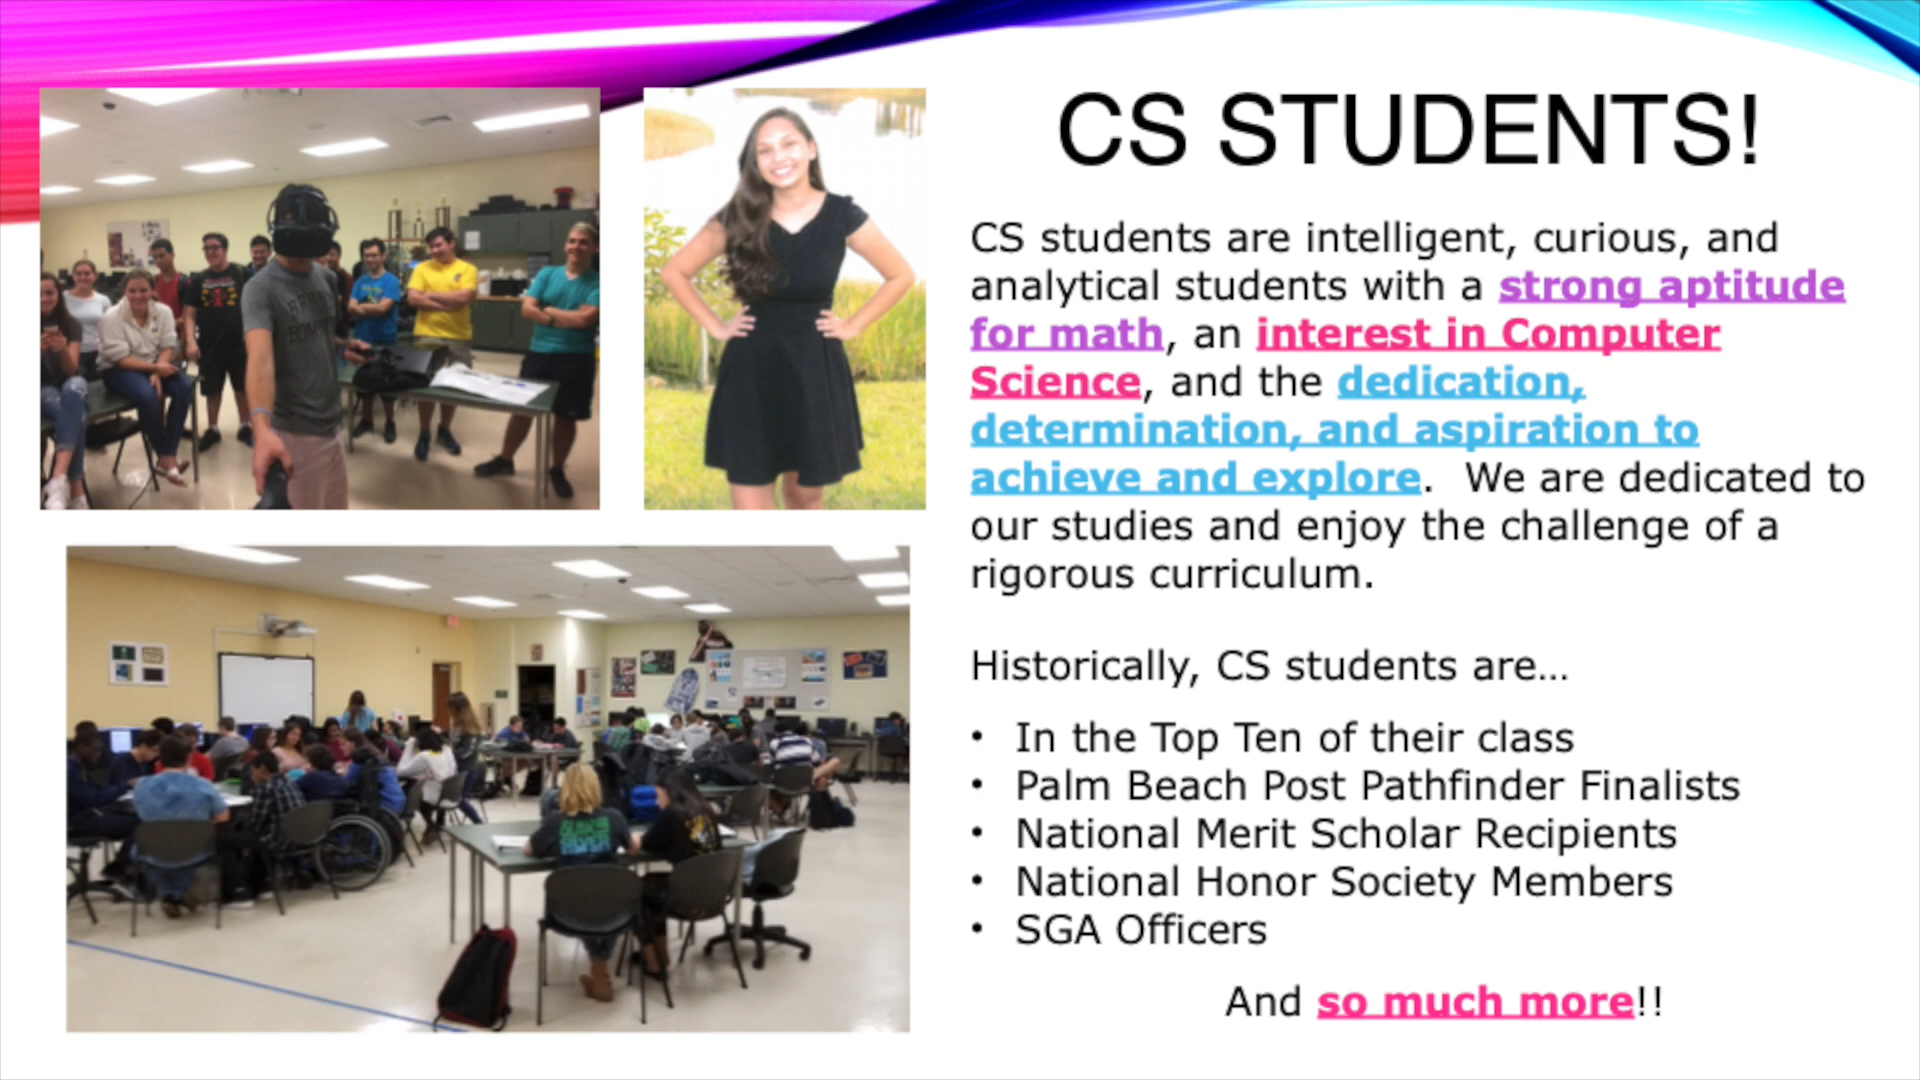 CS STUDENTS!
CS students are intelligent, curious, and
analytical students with a strong aptitude
for math, an interest in Computer
Science, and the dedication,
determination, and aspiration to
achieve and explore.  We are dedicated to
our studies and enjoy the challenge of a
rigorous curriculum.
Historically, CS students are...
• In the Top Ten of their class
• Palm Beach Post Pathfinder Finalists
• National Merit Scholar Recipients
• National Honor Society Members
• SGA Officers
And so much more!!